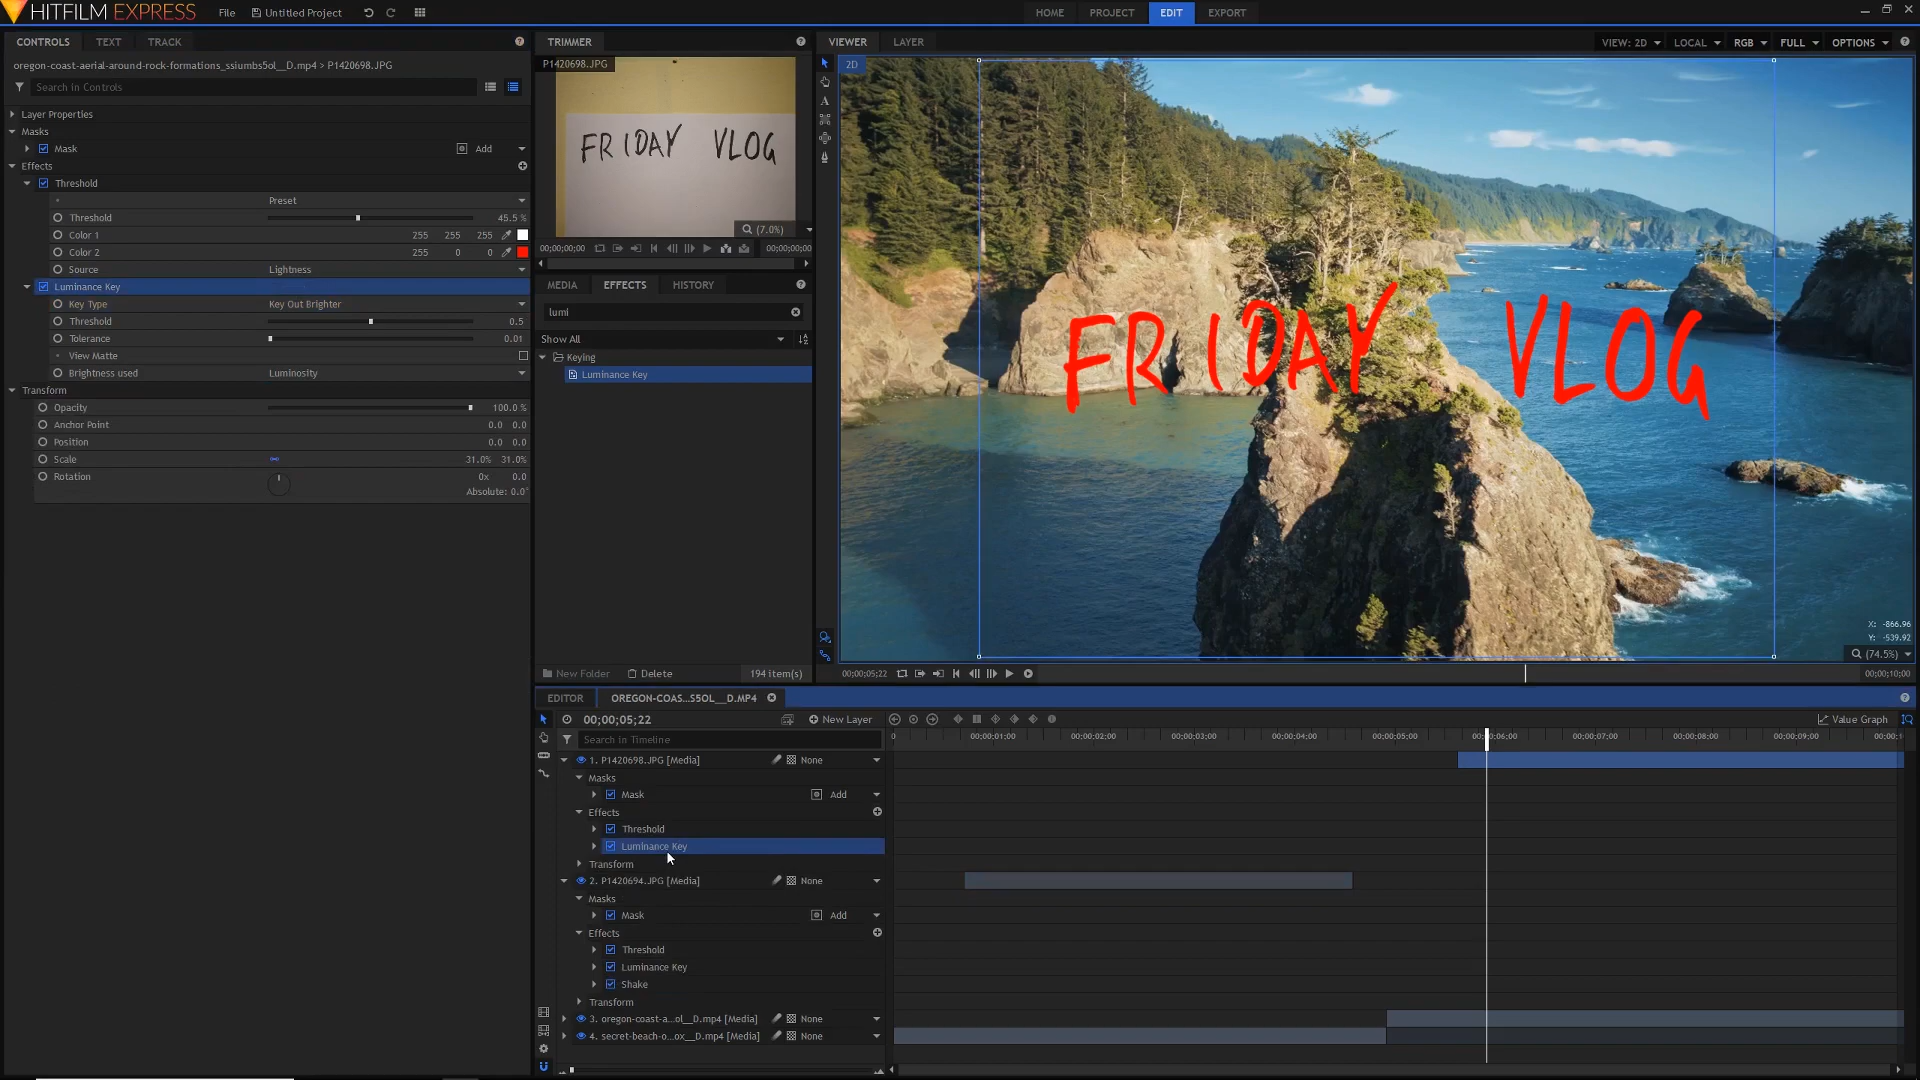 HITFILM EXPRESS File Untitled Project HOME PROJECT EDIT EXPORT
CONTROLS TEXT TRACK
oregon-coast-aerial-around-rock-formations_ssiumbs5ol__D.mp4 > P1420698.JPG
Search in Controls
Layer Properties
Masks
Mask Add
Effects
Threshold
Preset
Threshold 45.5 %
Color 1 255 255 255
Color 2 255 0 0
Source Lightness
Luminance Key
Key Type Key Out Brighter
Threshold 0.5
Tolerance 0.01
View Matte
Brightness used Luminosity
Transform
Opacity 100.0 %
Anchor Point 0.0 0.0
Position 0.0 0.0
Scale 31.0% 31.0%
Rotation 0x 0.0
Absolute: 0.0°
TRIMMER
P1420698.JPG
FRIDAY VLOG
(7.0%)
00;00;00;00 00;00;00;00
MEDIA EFFECTS HISTORY
lumi
Show All
Keying
Luminance Key
New Folder Delete 194 item(s)
VIEWER LAYER VIEW: 2D LOCAL RGB FULL OPTIONS
2D
FRIDAY VLOG
X: -866.96
Y: -539.92
(74.5%)
00;00;05;22 00;00;10;00
EDITOR OREGON-COAS...S5OL__D.MP4
00;00;05;22 New Layer Value Graph
Search in Timeline
0 00;00;01;00 00;00;02;00 00;00;03;00 00;00;04;00 00;00;05;00 00;00;06;00 00;00;07;00 00;00;08;00 00;00;09;00
1. P1420698.JPG [Media] None
Masks
Mask Add
Effects
Threshold
Luminance Key
Transform
2. P1420694.JPG [Media] None
Masks
Mask Add
Effects
Threshold
Luminance Key
Shake
Transform
3. oregon-coast-a...ol__D.mp4 [Media] None
4. secret-beach-o...ox__D.mp4 [Media] None